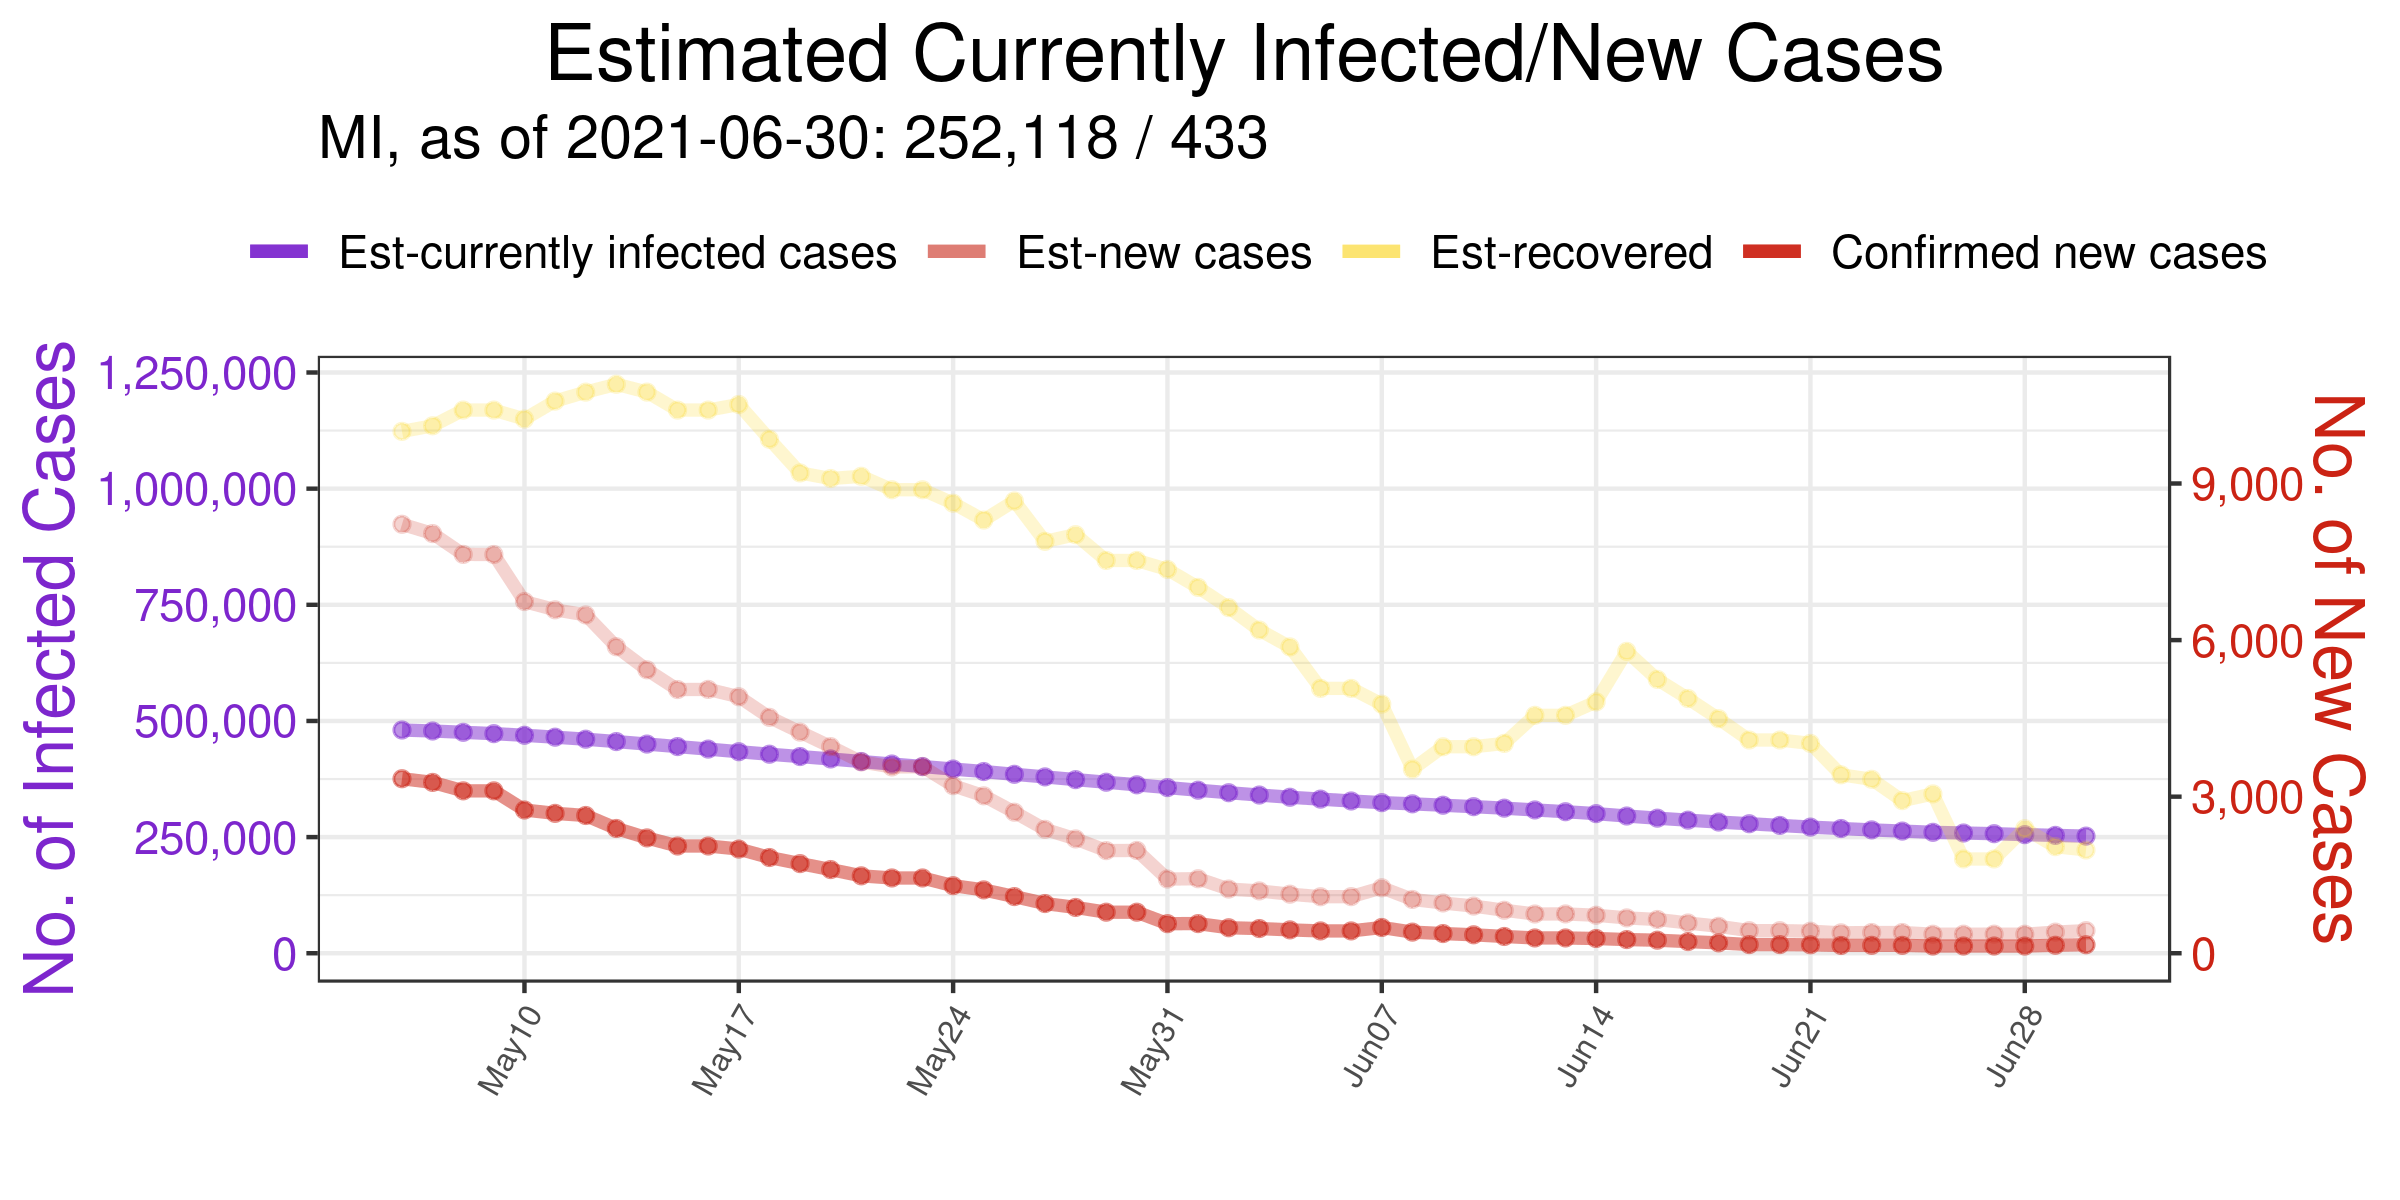 Estimated Currently Infected/New Cases
MI, as of 2021-06-30: 252,118 / 433
Est-currently infected cases Est-new cases Est-recovered Confirmed new cases
No. of Infected Cases
1,250,000
1,000,000
750,000
500,000
250,000
0
9,000
6,000
3,000
0
No. of New Cases
May10 May17 May24 May31 Jun07 Jun14 Jun21 Jun28